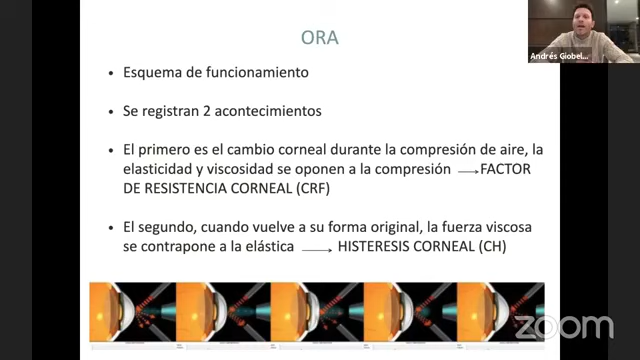 ORA
• Esquema de funcionamiento
• Se registran 2 acontecimientos
• El primero es el cambio corneal durante la compresión de aire, la
elasticidad y viscosidad se oponen a la compresión → FACTOR
DE RESISTENCIA CORNEAL (CRF)
• El segundo, cuando vuelve a su forma original, la fuerza viscosa
se contrapone a la elástica → HISTERESIS CORNEAL (CH)
Andrés Giobel...
zoom